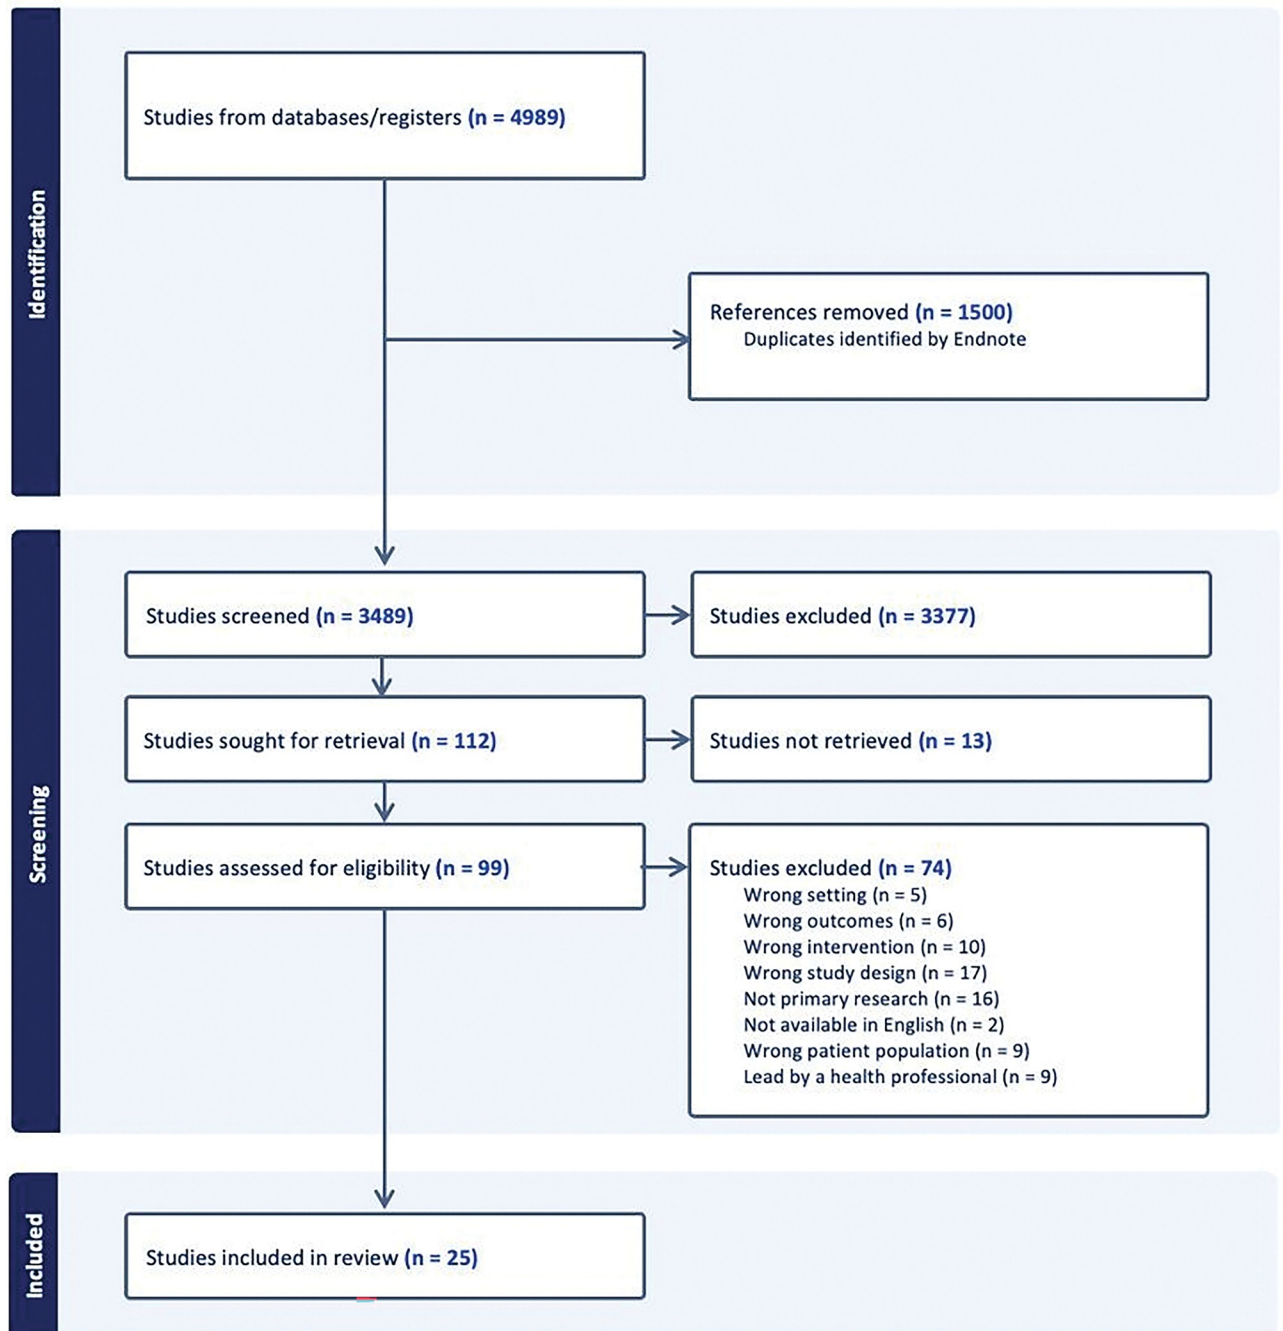 Identification
Studies from databases/registers (n = 4989)
References removed (n = 1500)
Duplicates identified by Endnote
Screening
Studies screened (n = 3489)
Studies excluded (n = 3377)
Studies sought for retrieval (n = 112)
Studies not retrieved (n = 13)
Studies assessed for eligibility (n = 99)
Studies excluded (n = 74)
Wrong setting (n = 5)
Wrong outcomes (n = 6)
Wrong intervention (n = 10)
Wrong study design (n = 17)
Not primary research (n = 16)
Not available in English (n = 2)
Wrong patient population (n = 9)
Lead by a health professional (n = 9)
Included
Studies included in review (n = 25)